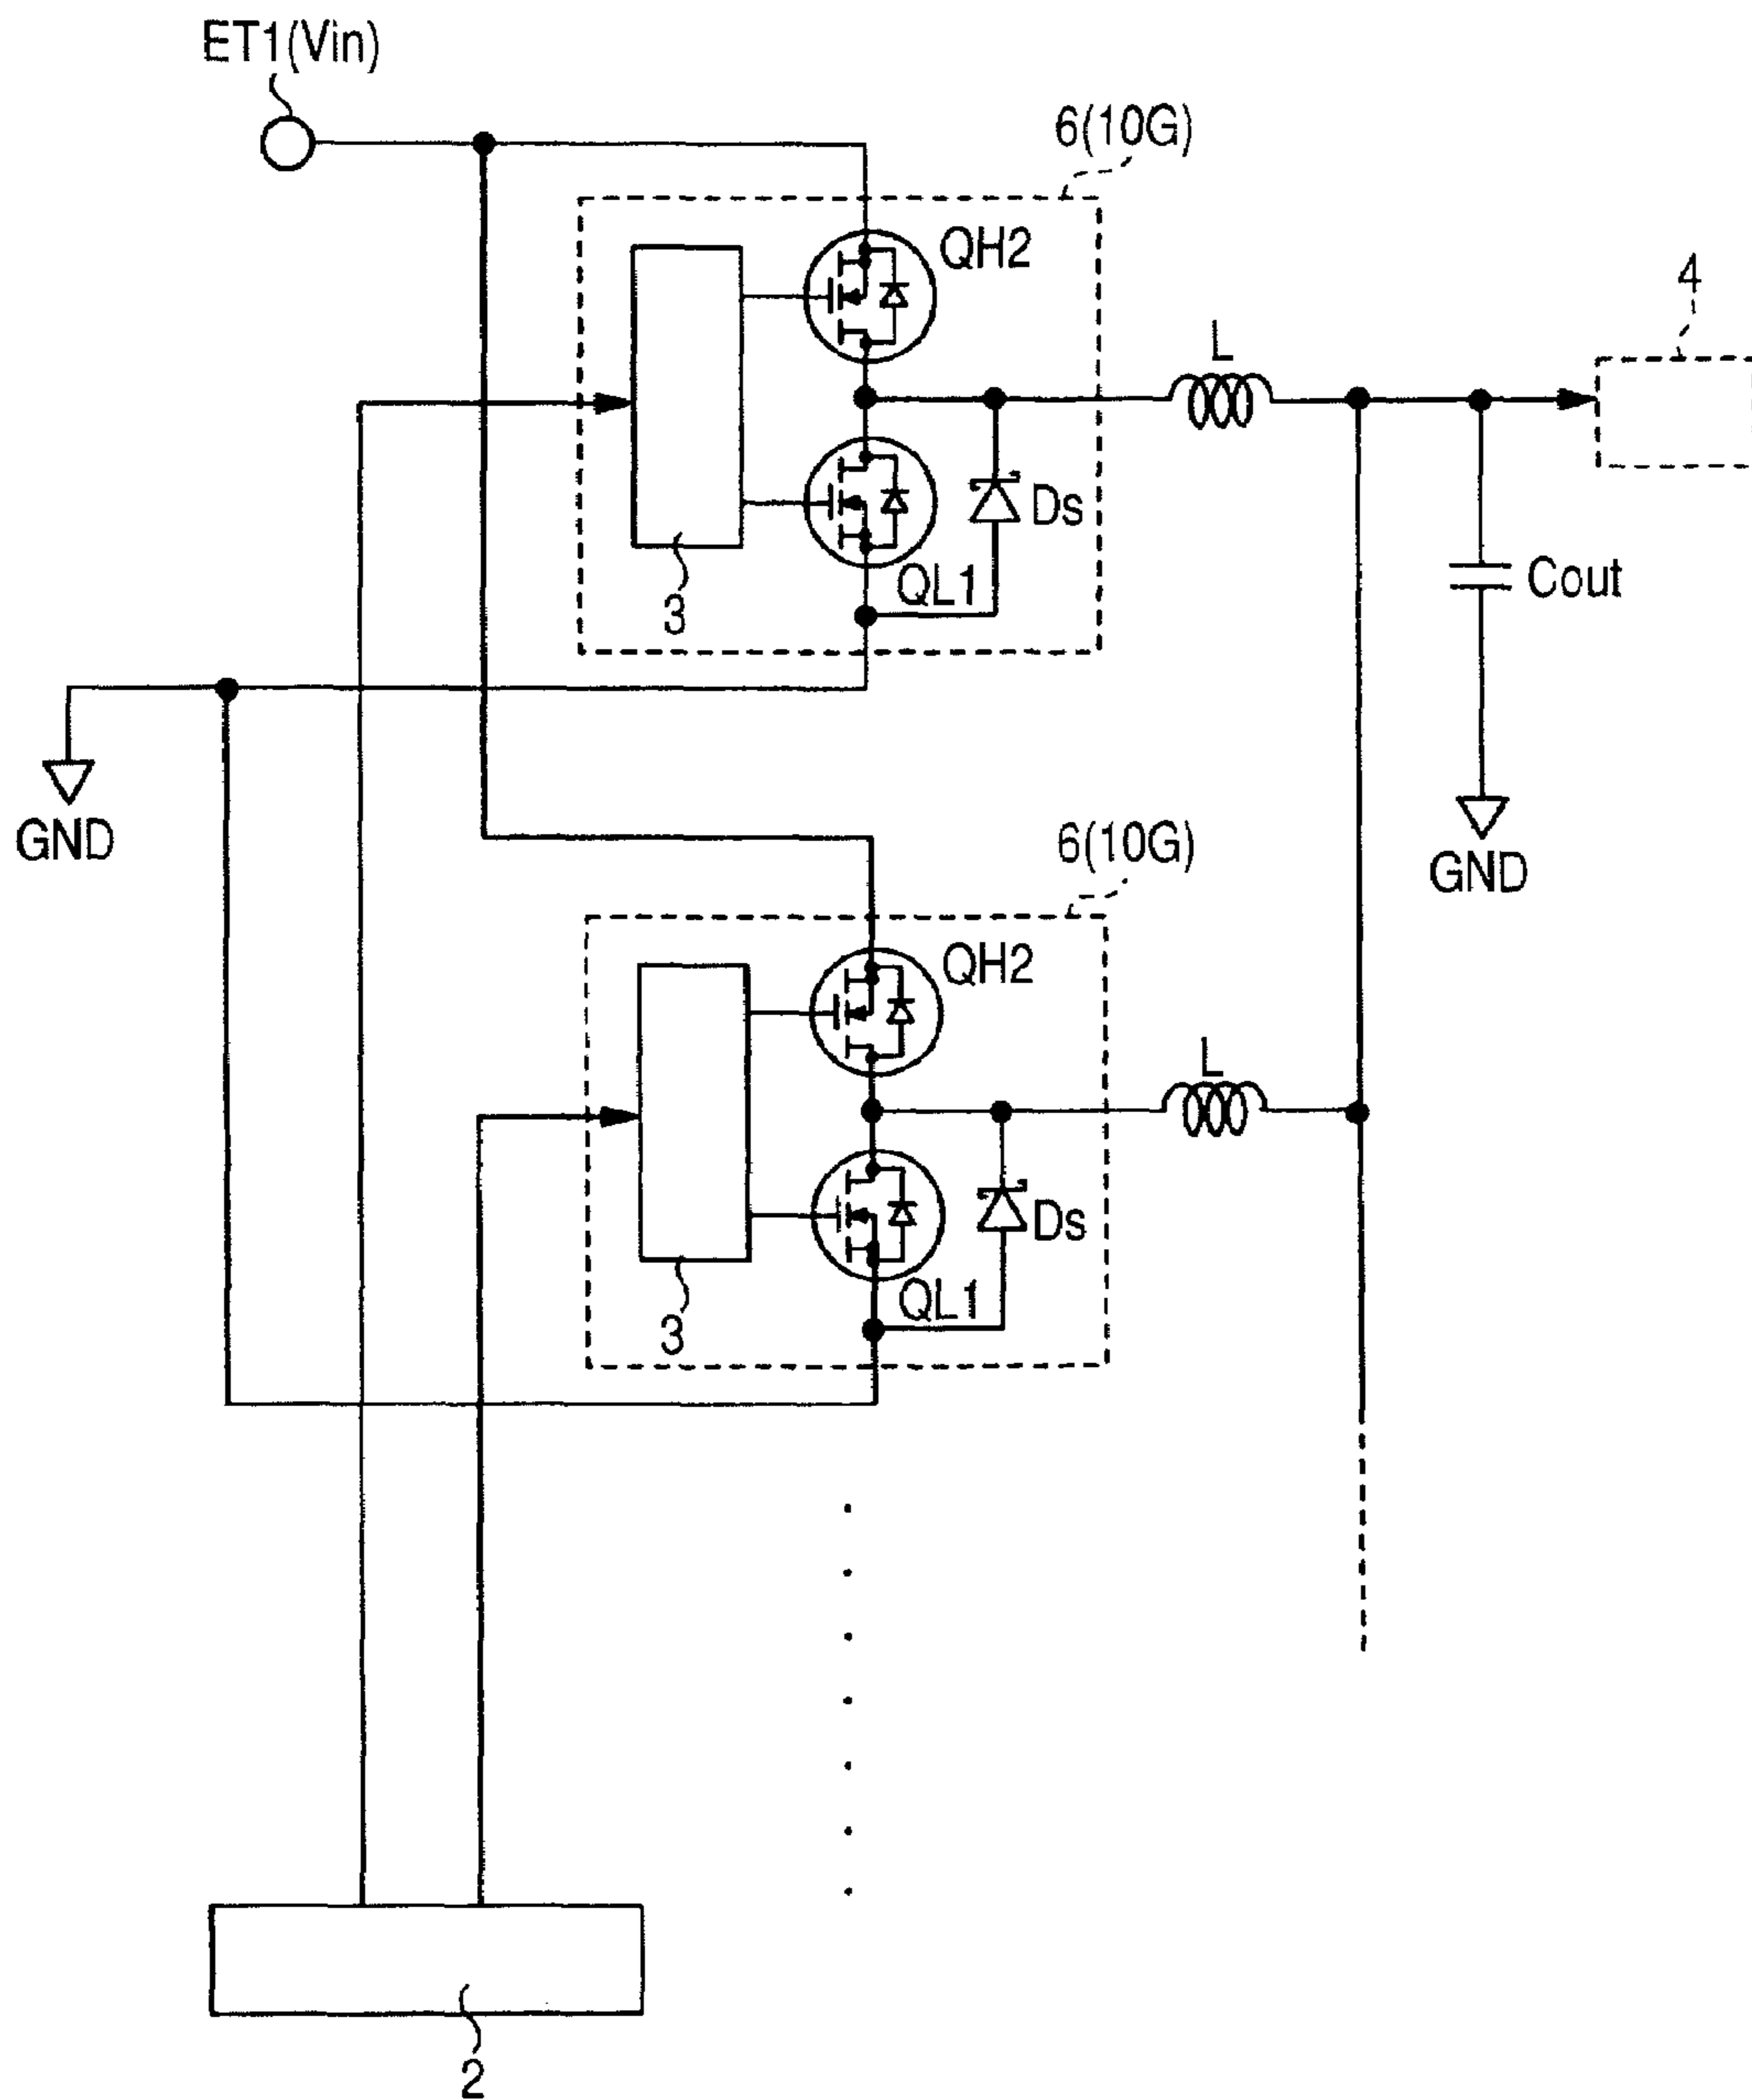 ET1(Vin)
6(10G)
QH2
4
L
Ds
QL1
3
Cout
GND
GND
6(10G)
QH2
L
Ds
QL1
3
2